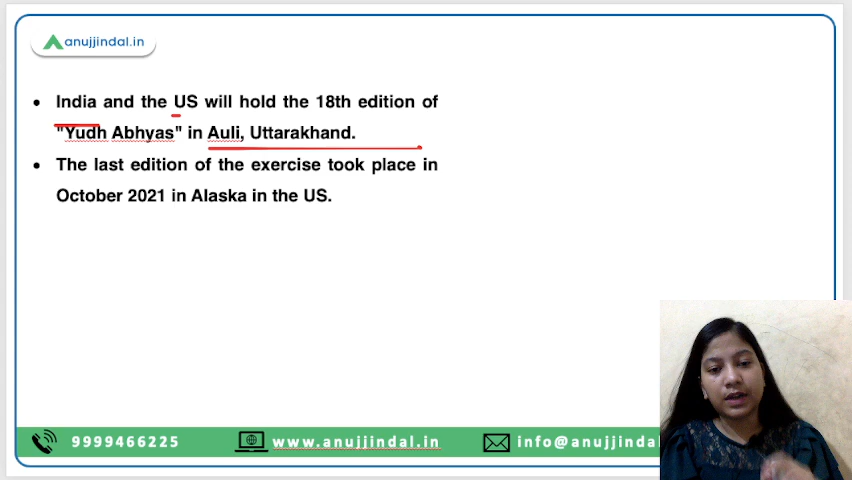 anujjindal.in
• India and the US will hold the 18th edition of
"Yudh Abhyas" in Auli, Uttarakhand.
• The last edition of the exercise took place in
October 2021 in Alaska in the US.
9999466225 www.anujjindal.in info@anujjindal